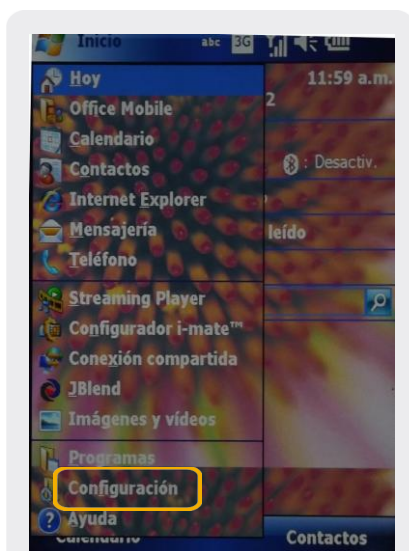 Inicio abc 3G
Hoy 11:59 a.m.
Office Mobile 2
Calendario
Contactos : Desactiv.
Internet Explorer
Mensajería leído
Teléfono
Streaming Player
Configurador i-mate™
Conexión compartida
JBlend
Imágenes y vídeos
Programas
Configuración
Ayuda
Calendario Contactos